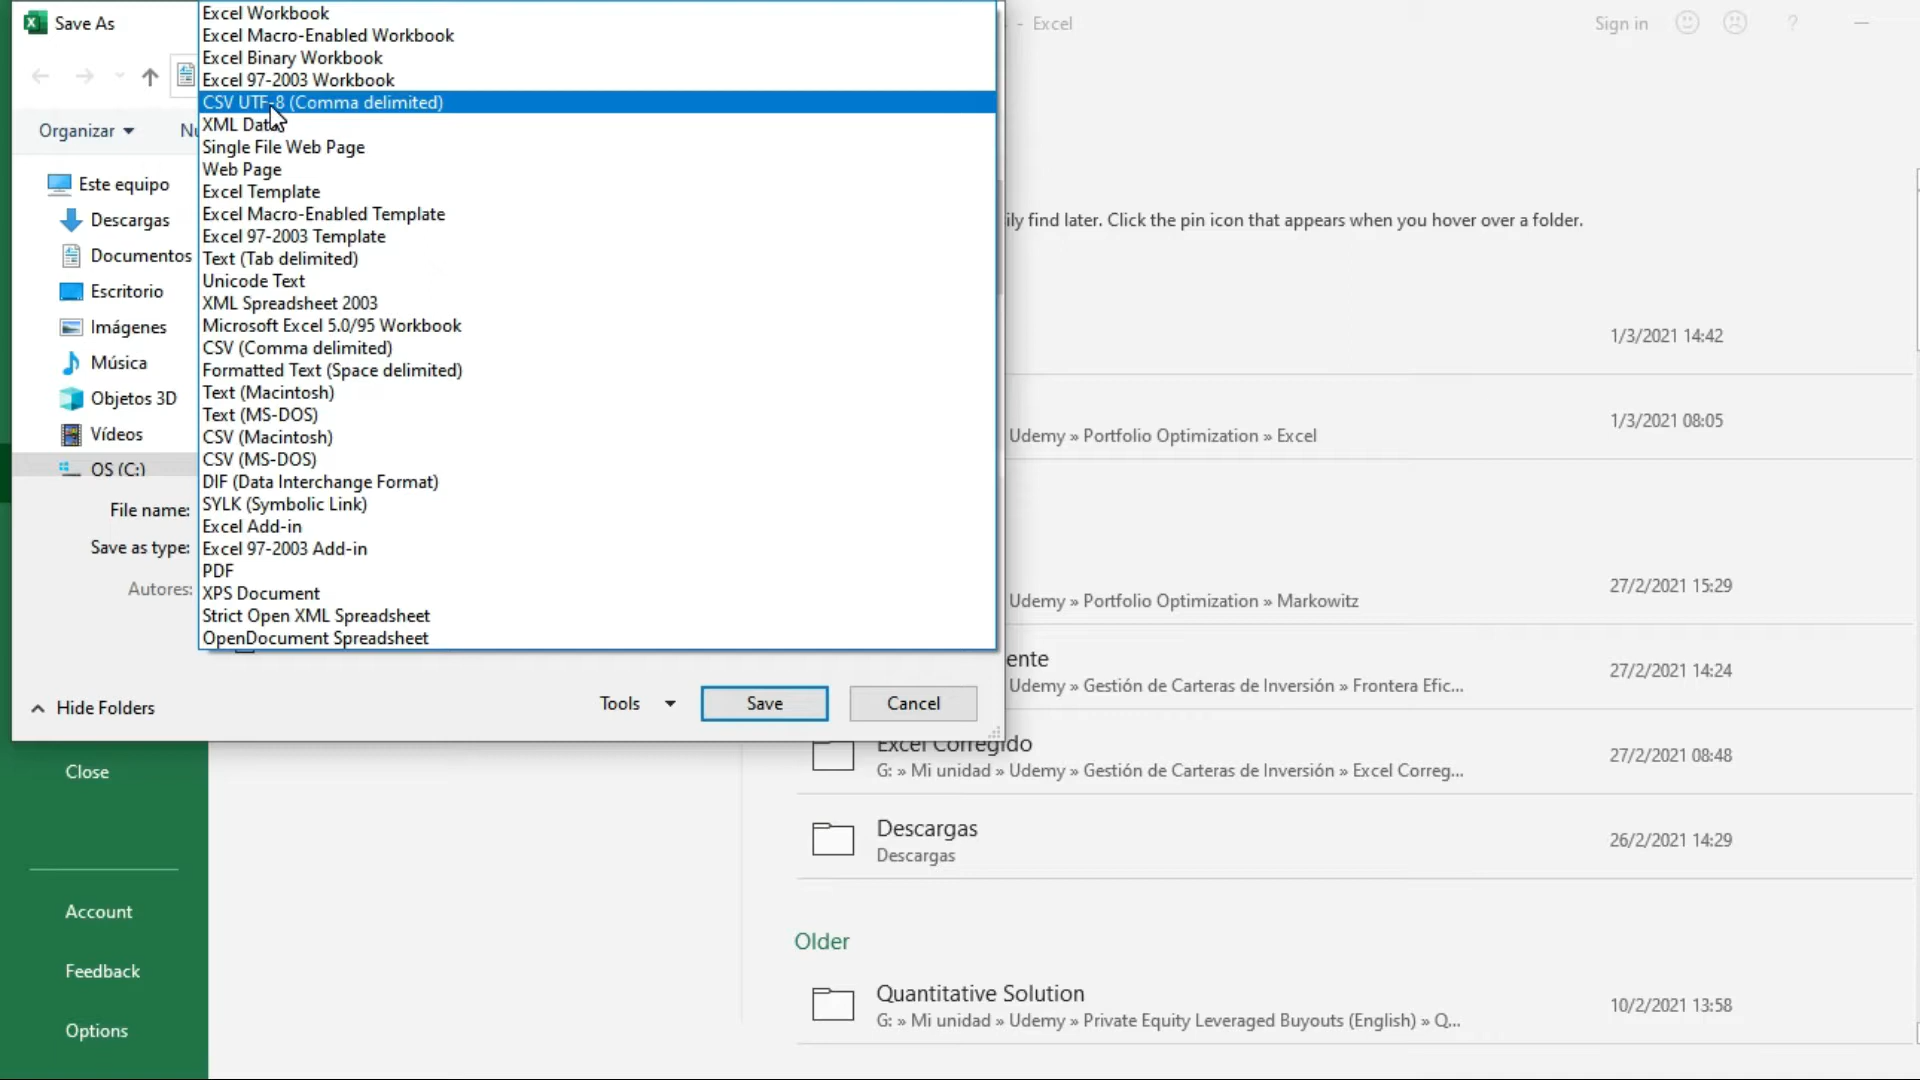 Save As
Excel Workbook
Excel Macro-Enabled Workbook
Excel Binary Workbook
Excel 97-2003 Workbook
CSV UTF-8 (Comma delimited)
XML Data
Single File Web Page
Web Page
Excel Template
Excel Macro-Enabled Template
Excel 97-2003 Template
Text (Tab delimited)
Unicode Text
XML Spreadsheet 2003
Microsoft Excel 5.0/95 Workbook
CSV (Comma delimited)
Formatted Text (Space delimited)
Text (Macintosh)
Text (MS-DOS)
CSV (Macintosh)
CSV (MS-DOS)
DIF (Data Interchange Format)
SYLK (Symbolic Link)
Excel Add-in
Excel 97-2003 Add-in
PDF
XPS Document
Strict Open XML Spreadsheet
OpenDocument Spreadsheet
Organizar
Este equipo
Descargas
Documentos
Escritorio
Imágenes
Música
Objetos 3D
Vídeos
OS (C:)
File name:
Save as type:
Autores:
Hide Folders
Tools
Save
Cancel
- Excel
Sign in
?
find later. Click the pin icon that appears when you hover over a folder.
1/3/2021 14:42
Udemy » Portfolio Optimization » Excel
1/3/2021 08:05
Udemy » Portfolio Optimization » Markowitz
27/2/2021 15:29
Udemy » Gestión de Carteras de Inversión » Frontera Efic...
27/2/2021 14:24
Excel Corregido
G: » Mi unidad » Udemy » Gestión de Carteras de Inversión » Excel Correg...
27/2/2021 08:48
Descargas
Descargas
26/2/2021 14:29
Older
Quantitative Solution
G: » Mi unidad » Udemy » Private Equity Leveraged Buyouts (English) » Q...
10/2/2021 13:58
Close
Account
Feedback
Options